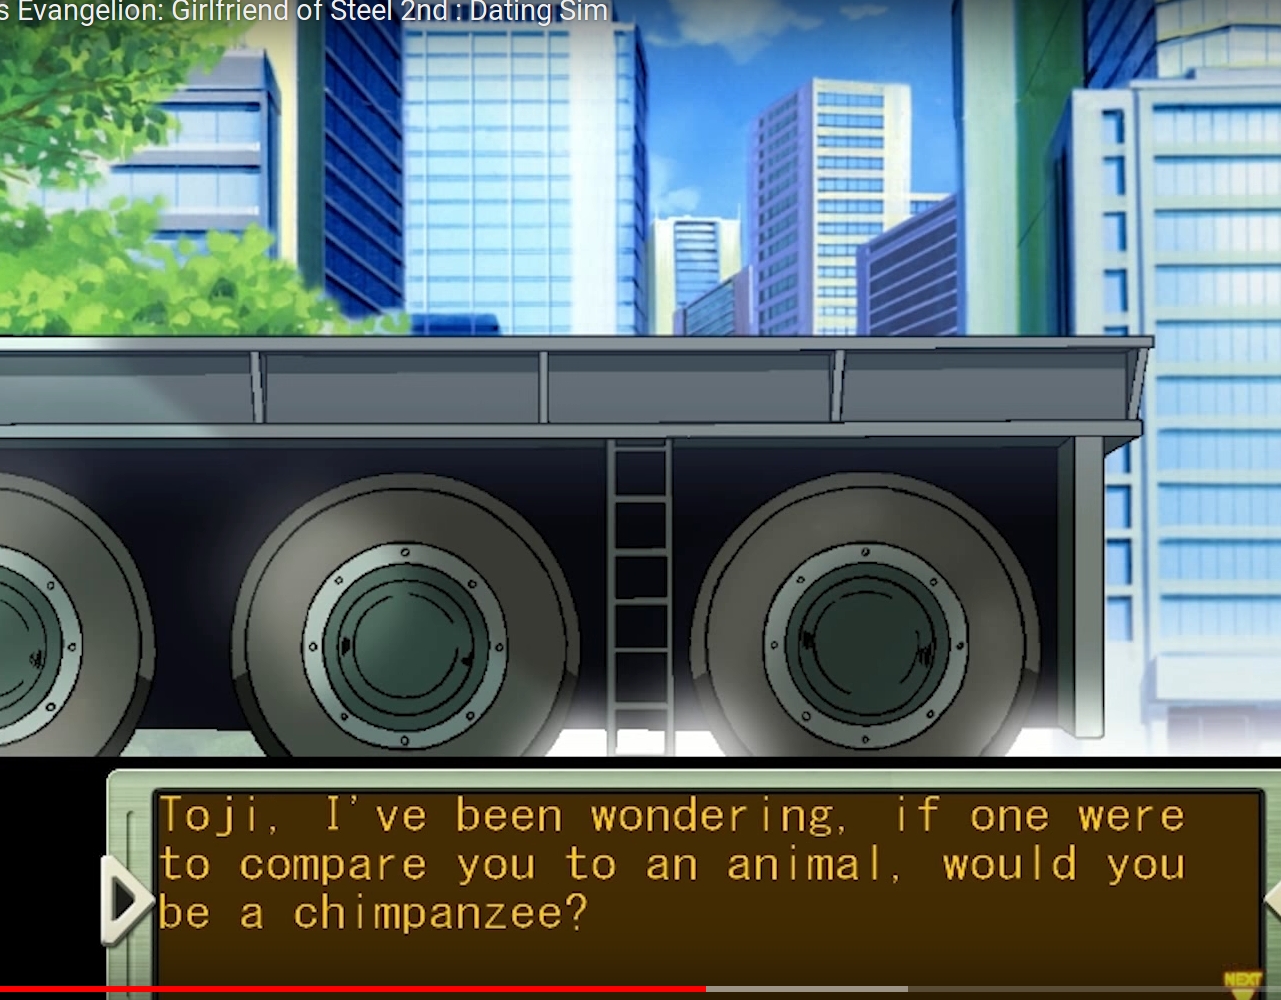 s Evangelion: Girlfriend of Steel 2nd : Dating Sim
Toji, I've been wondering, if one were
to compare you to an animal, would you
be a chimpanzee?
NEXT